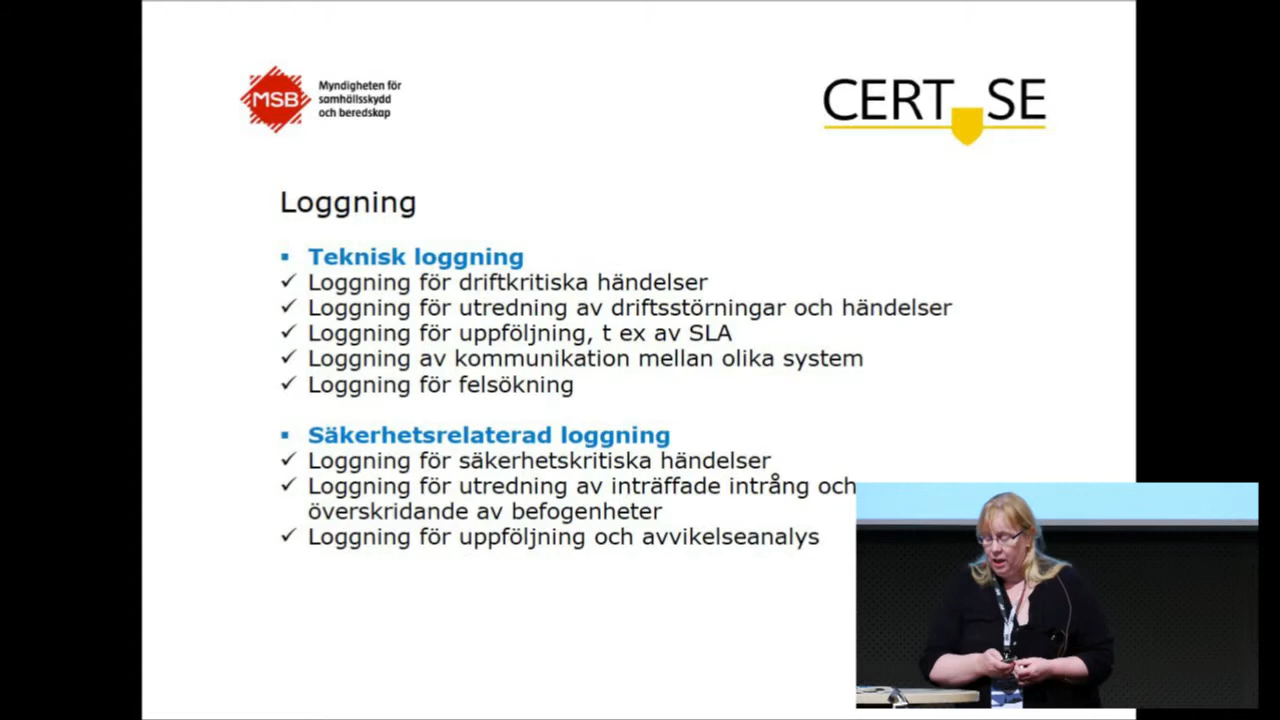 MSB
Myndigheten för
samhällsskydd
och beredskap
CERT SE
Loggning
▪ Teknisk loggning
✓ Loggning för driftkritiska händelser
✓ Loggning för utredning av driftsstörningar och händelser
✓ Loggning för uppföljning, t ex av SLA
✓ Loggning av kommunikation mellan olika system
✓ Loggning för felsökning
▪ Säkerhetsrelaterad loggning
✓ Loggning för säkerhetskritiska händelser
✓ Loggning för utredning av inträffade intrång och
överskridande av befogenheter
✓ Loggning för uppföljning och avvikelseanalys